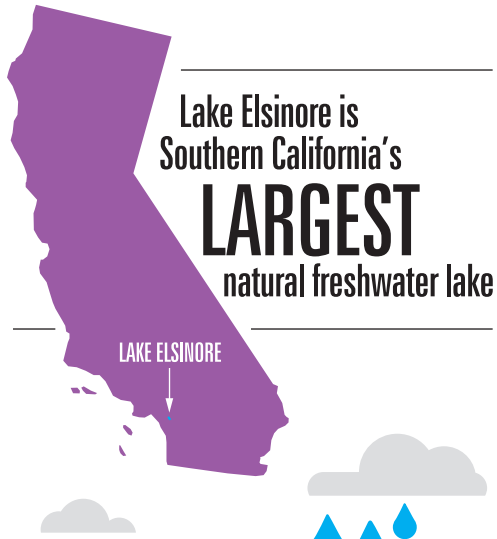 Lake Elsinore is
Southern California's
LARGEST
natural freshwater lake
LAKE ELSINORE